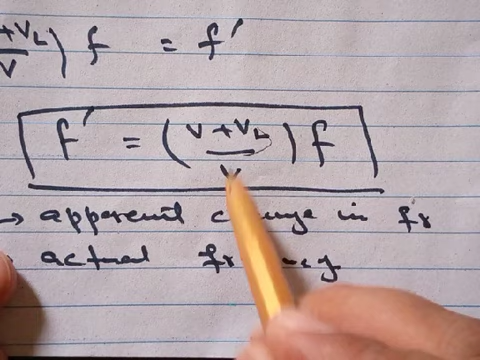 +VL
V ) f = f'
f' = ( V + VL
V ) f
→ apparent change in fr
actual